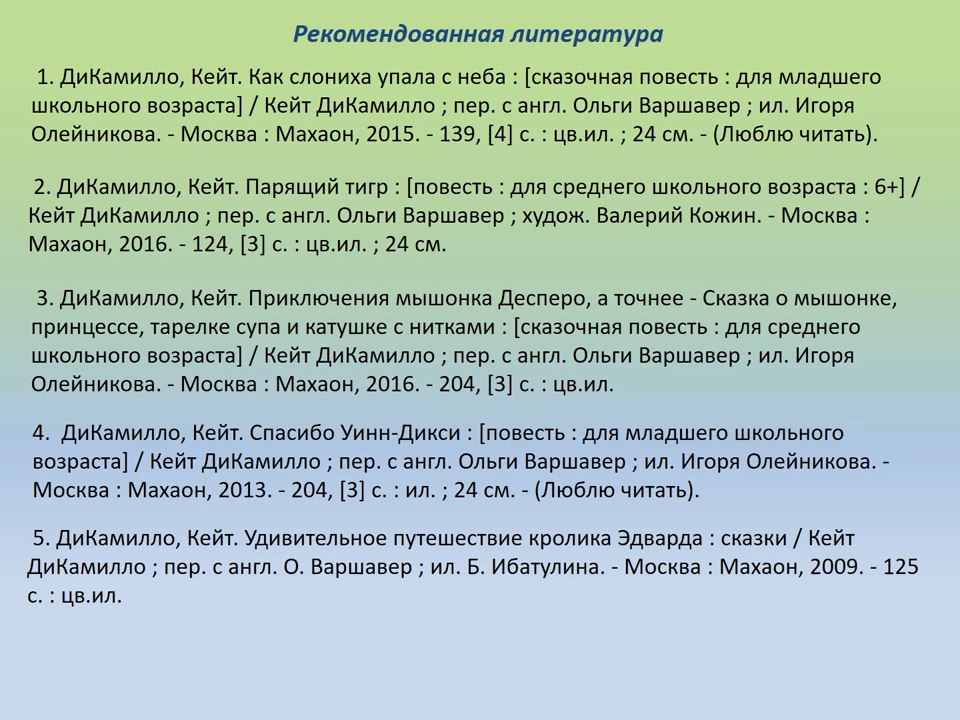 Рекомендованная литература
1. ДиКамилло, Кейт. Как слониха упала с неба : [сказочная повесть : для младшего
школьного возраста] / Кейт ДиКамилло ; пер. с англ. Ольги Варшавер ; ил. Игоря
Олейникова. - Москва : Махаон, 2015. - 139, [4] с. : цв.ил. ; 24 см. - (Люблю читать).
2. ДиКамилло, Кейт. Парящий тигр : [повесть : для среднего школьного возраста : 6+] /
Кейт ДиКамилло ; пер. с англ. Ольги Варшавер ; худож. Валерий Кожин. - Москва :
Махаон, 2016. - 124, [3] с. : цв.ил. ; 24 см.
3. ДиКамилло, Кейт. Приключения мышонка Десперо, а точнее - Сказка о мышонке,
принцессе, тарелке супа и катушке с нитками : [сказочная повесть : для среднего
школьного возраста] / Кейт ДиКамилло ; пер. с англ. Ольги Варшавер ; ил. Игоря
Олейникова. - Москва : Махаон, 2016. - 204, [3] с. : цв.ил.
4. ДиКамилло, Кейт. Спасибо Уинн-Дикси : [повесть : для младшего школьного
возраста] / Кейт ДиКамилло ; пер. с англ. Ольги Варшавер ; ил. Игоря Олейникова. -
Москва : Махаон, 2013. - 204, [3] с. : ил. ; 24 см. - (Люблю читать).
5. ДиКамилло, Кейт. Удивительное путешествие кролика Эдварда : сказки / Кейт
ДиКамилло ; пер. с англ. О. Варшавер ; ил. Б. Ибатулина. - Москва : Махаон, 2009. - 125
с. : цв.ил.